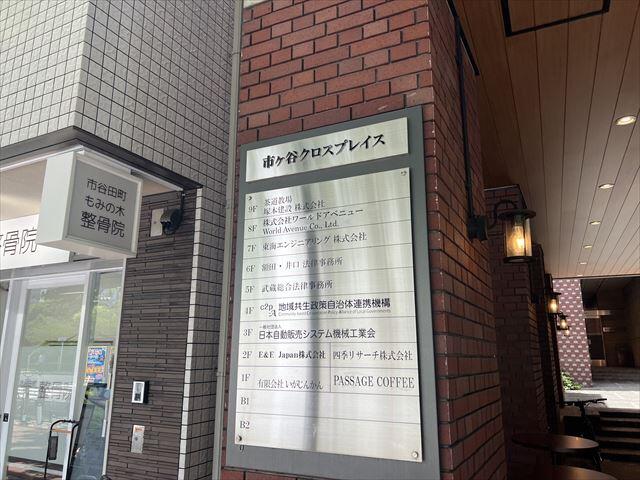 市ヶ谷クロスプレイス
9F 茶道教場
塚本建設 株式会社
8F 株式会社ワールドアベニュー
World Avenue Co., Ltd.
7F 東海エンジニアリング 株式会社
6F 額田・井口 法律事務所
5F 武蔵総合法律事務所
4F 地域共生政策自治体連携機構
3F 一般社団法人
日本自動販売システム機械工業会
2F E&E Japan株式会社 四季リサーチ株式会社
1F 有限会社いがむんかん PASSAGE COFFEE
B1
B2
市谷田町
もみの木
整骨院
骨院